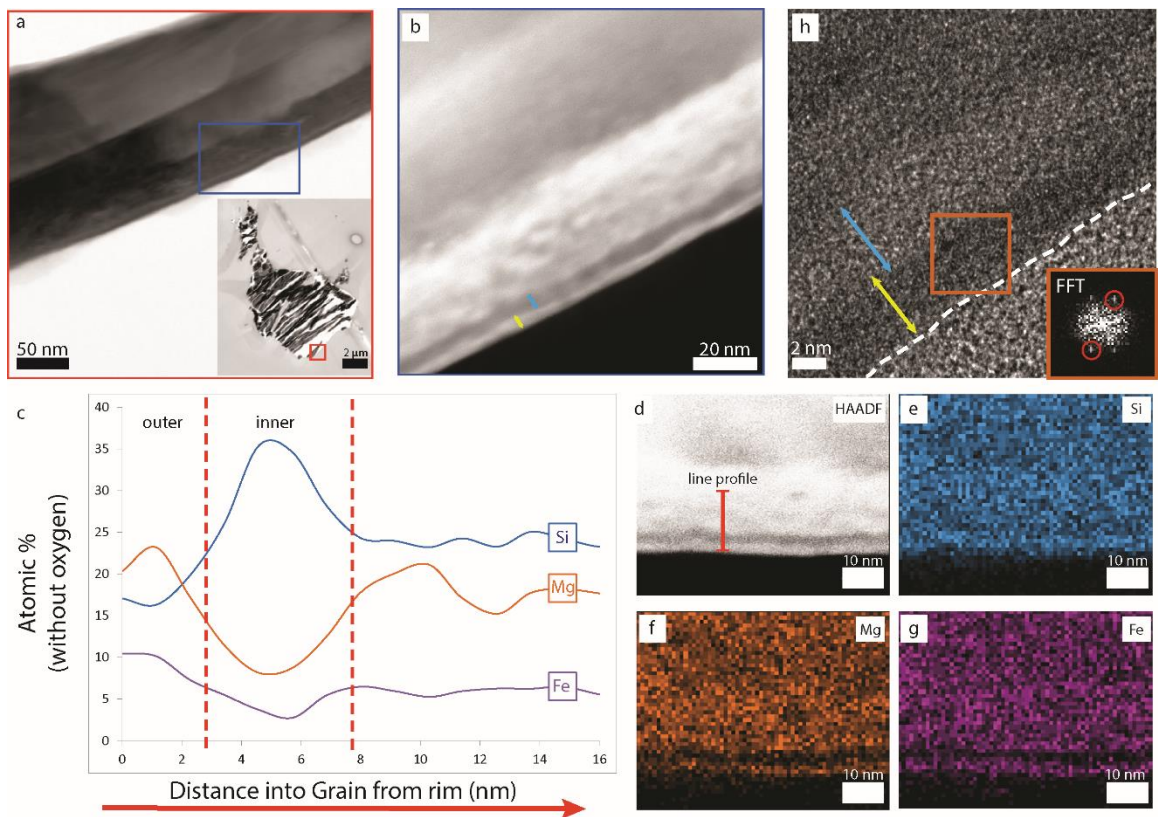 a
50 nm
2 µm
b
20 nm
h
2 nm
FFT
c
outer
inner
40
35
30
25
20
15
10
5
0
Atomic %
(without oxygen)
Si
Mg
Fe
0 2 4 6 8 10 12 14 16
Distance into Grain from rim (nm)
d
HAADF
line profile
10 nm
e
Si
10 nm
f
Mg
10 nm
g
Fe
10 nm